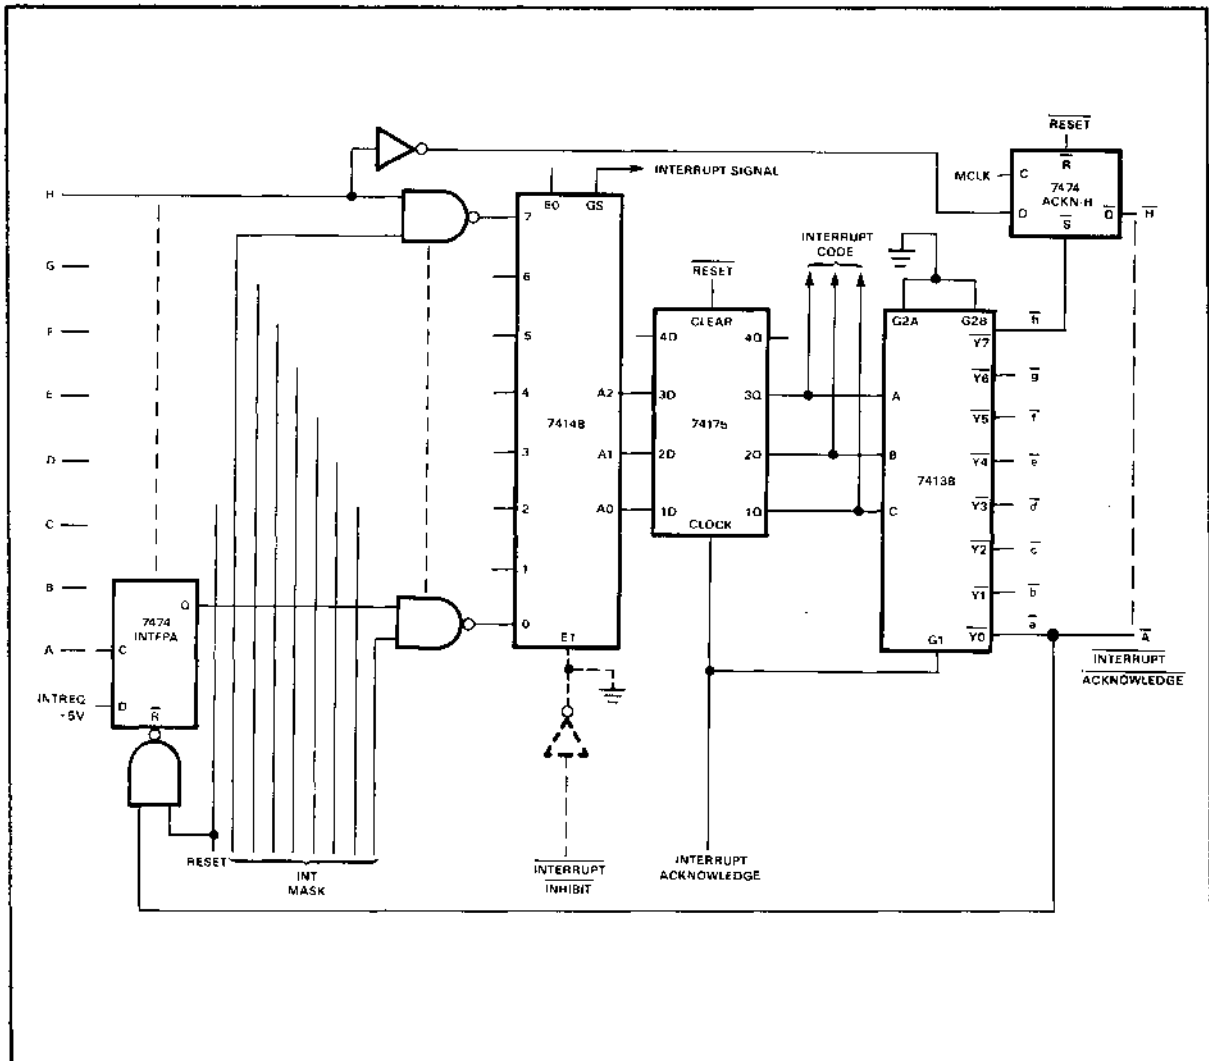 RESET
R
MCLK
C
7474
ACKN-H
D
Q
H
S
INTERRUPT SIGNAL
E0
GS
H
7
G
6
F
5
E
4
D
3
C
2
B
1
A
0
74148
A2
A1
A0
E1
INTERRUPT
CODE
RESET
CLEAR
4D
4Q
3D
3Q
74175
2D
2Q
1D
1Q
CLOCK
G2A
G2B
Y7
h
Y6
g
Y5
f
Y4
e
Y3
d
Y2
c
Y1
b
Y0
a
A
B
C
74138
G1
A
INTERRUPT
ACKNOWLEDGE
Q
7474
C
INTREQ
+5V
D
R
RESET
INT
MASK
INTERRUPT
INHIBIT
INTERRUPT
ACKNOWLEDGE